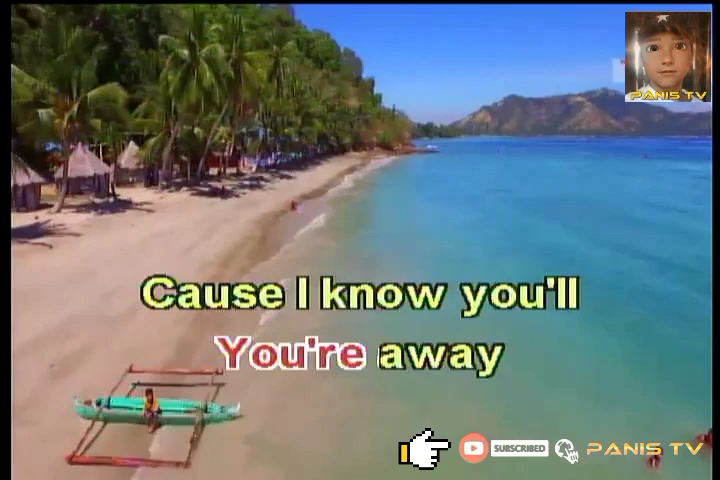 PANIS TV
Cause I know you'll
You're away
SUBSCRIBED
PANIS TV